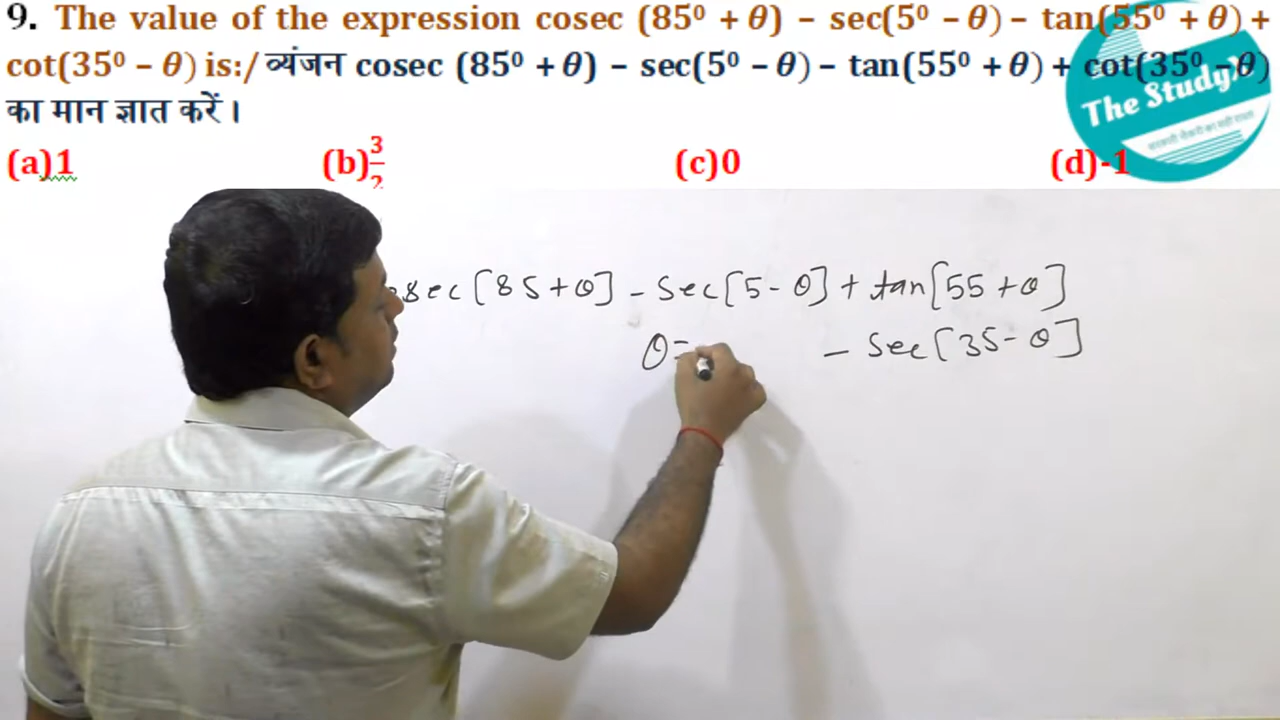 9. The value of the expression cosec (85⁰ + θ) − sec(5⁰ − θ) − tan(55⁰ + θ) +
cot(35⁰ − θ) is:/ व्यंजन cosec (85⁰ + θ) − sec(5⁰ − θ) − tan(55⁰ + θ) + cot(35⁰ − θ)
का मान ज्ञात करें।
The StudyX
(a)1 (b)3/2 (c)0 (d)-1
sec[85+θ] - sec[5-θ] + tan[55+θ]
θ= - sec[35-θ]